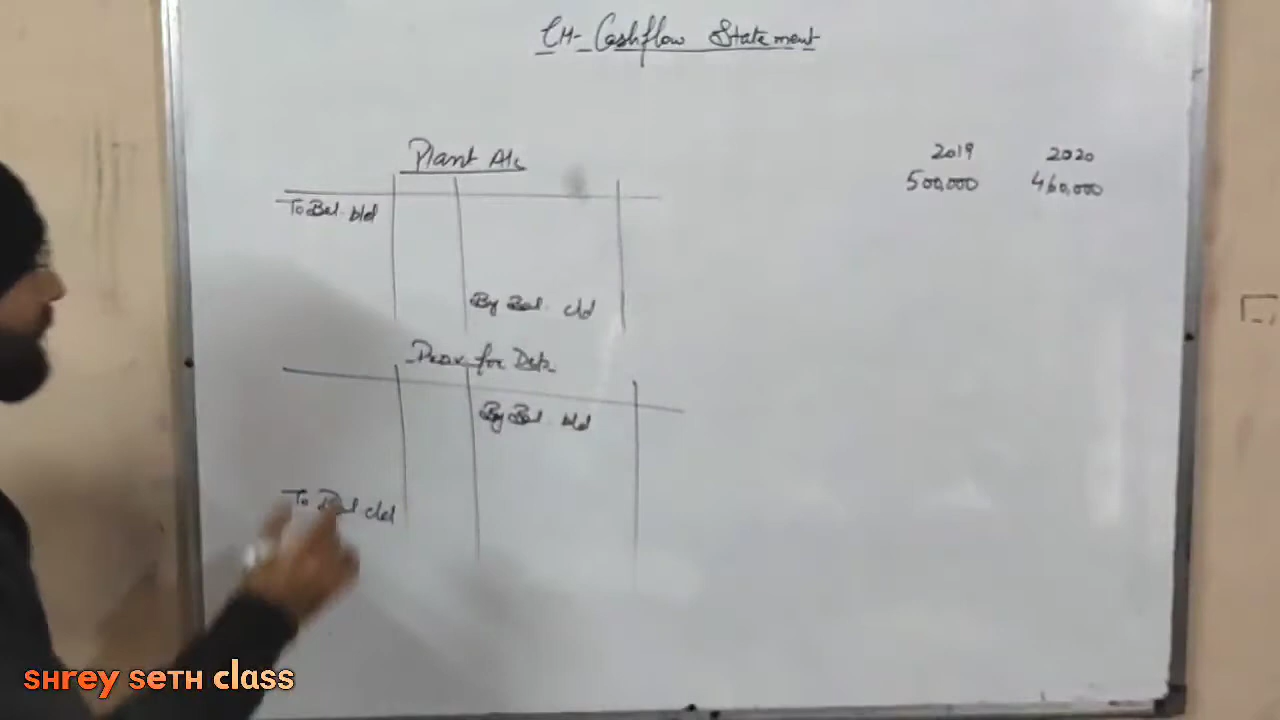 CH- Cashflow Statement
Plant A/c
2019 2020
500,000 460,000
To Bal. b/d
By Bal. c/d
Prov for Dep.
By Bal. b/d
To Bal c/d
SHREY SETH CLASS